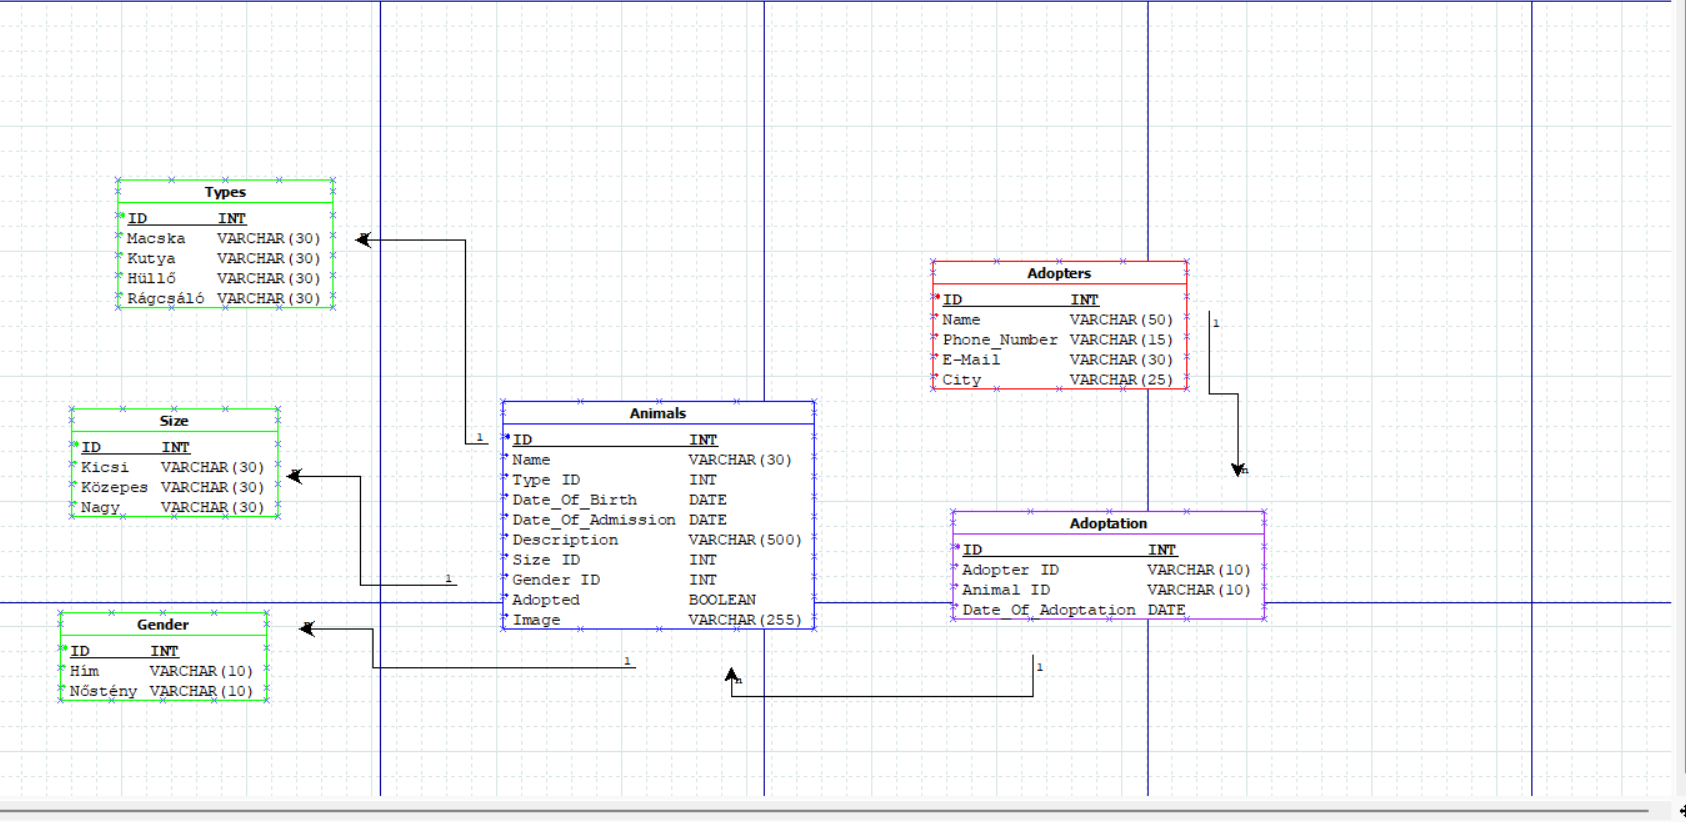 Types
ID INT
Macska VARCHAR(30)
Kutya VARCHAR(30)
Hüllő VARCHAR(30)
Rágcsáló VARCHAR(30)
Size
ID INT
Kicsi VARCHAR(30)
Közepes VARCHAR(30)
Nagy VARCHAR(30)
Gender
ID INT
Hím VARCHAR(10)
Nőstény VARCHAR(10)
1
1
1
Animals
ID INT
Name VARCHAR(30)
Type ID INT
Date_Of_Birth DATE
Date_Of_Admission DATE
Description VARCHAR(500)
Size ID INT
Gender ID INT
Adopted BOOLEAN
Image VARCHAR(255)
n
1
Adopters
ID INT
Name VARCHAR(50)
Phone_Number VARCHAR(15)
E-Mail VARCHAR(30)
City VARCHAR(25)
1
n
Adoptation
ID INT
Adopter ID VARCHAR(10)
Animal ID VARCHAR(10)
Date_Of_Adoptation DATE